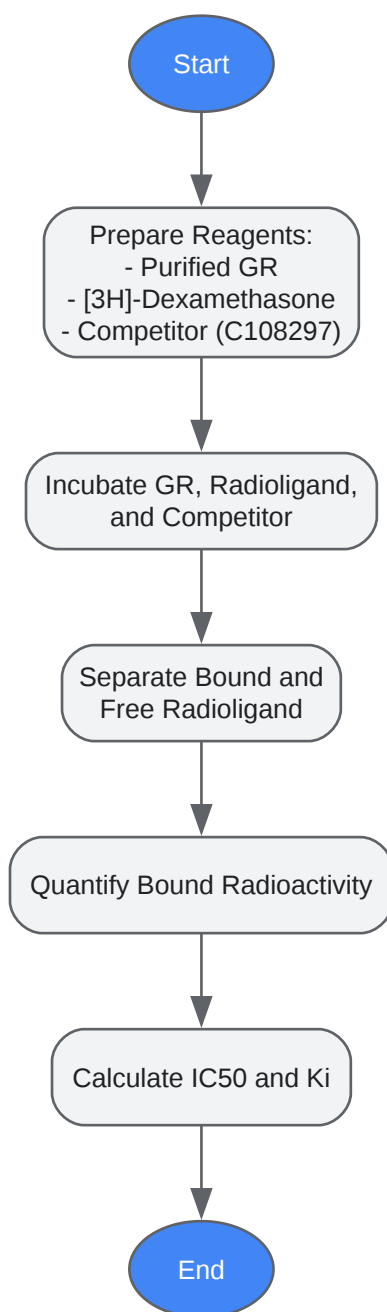 Start
Prepare Reagents:
- Purified GR
- [3H]-Dexamethasone
- Competitor (C108297)
Incubate GR, Radioligand,
and Competitor
Separate Bound and
Free Radioligand
Quantify Bound Radioactivity
Calculate IC50 and Ki
End